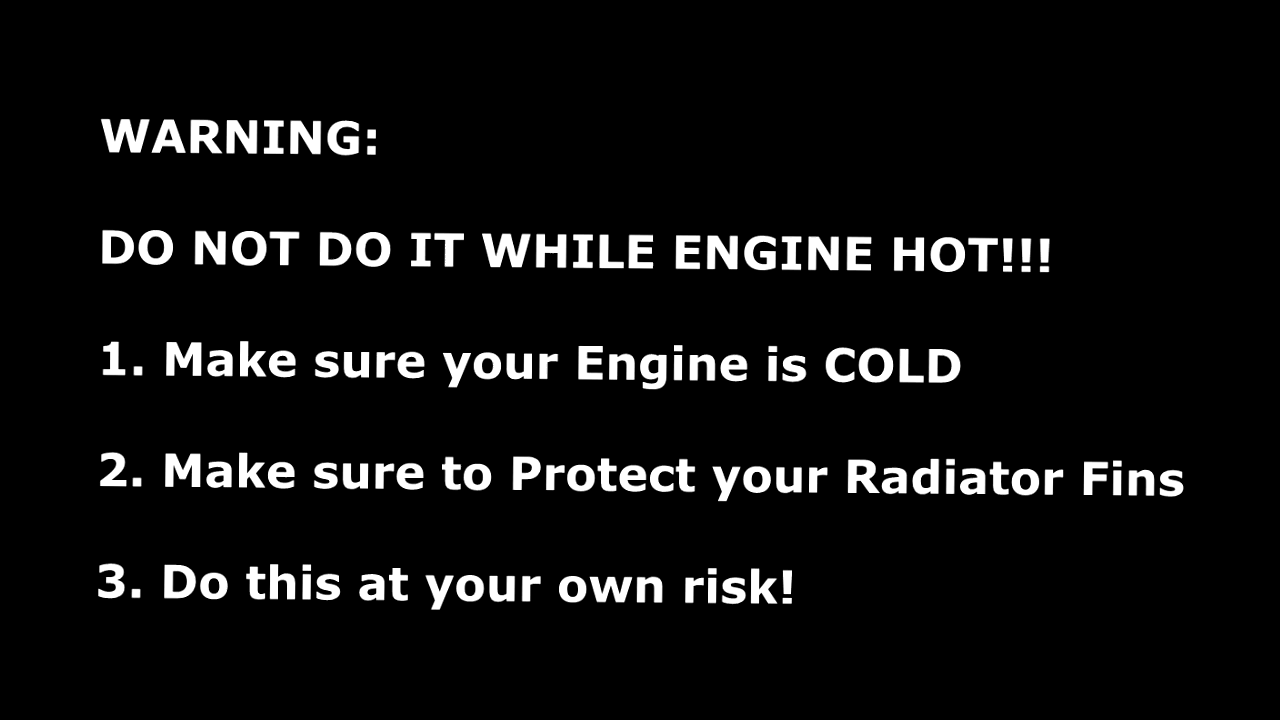 WARNING:
DO NOT DO IT WHILE ENGINE HOT!!!
1. Make sure your Engine is COLD
2. Make sure to Protect your Radiator Fins
3. Do this at your own risk!